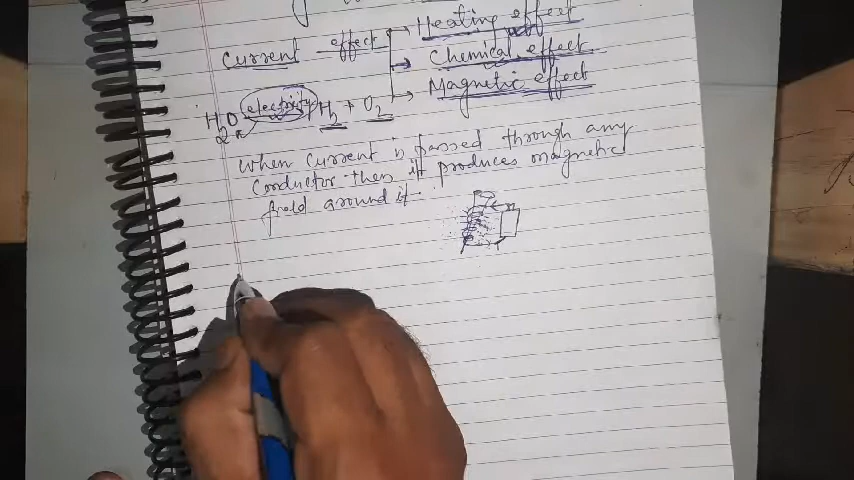 Heating effect
Current effect → Chemical effect
→ Magnetic effect
H2O electricity H2 + O2
When current is passed through any
conductor then it produces magnetic
field around it.